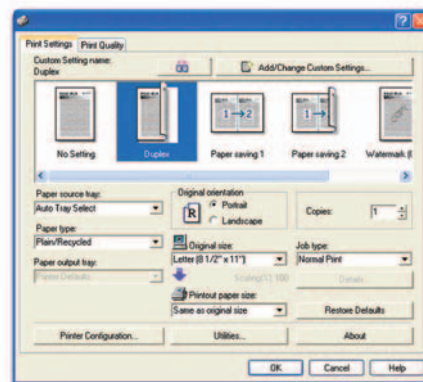 Print Settings Print Quality
Custom Setting name:
Duplex
Add/Change Custom Settings...
1 → 2
1 → 2
No Setting Duplex Paper saving 1 Paper saving 2 Watermark
Paper source tray:
Auto Tray Select
Original orientation
R
Portrait
Landscape
Copies:
1
Paper type:
Plain/Recycled
Original size:
Letter (8 1/2" x 11")
Job type:
Normal Print
Paper output tray:
Printer Defaults
Scaling(%): 100
Details...
Printout paper size:
Same as original size
Restore Defaults
Printer Configuration...
Utilities...
About
OK
Cancel
Help